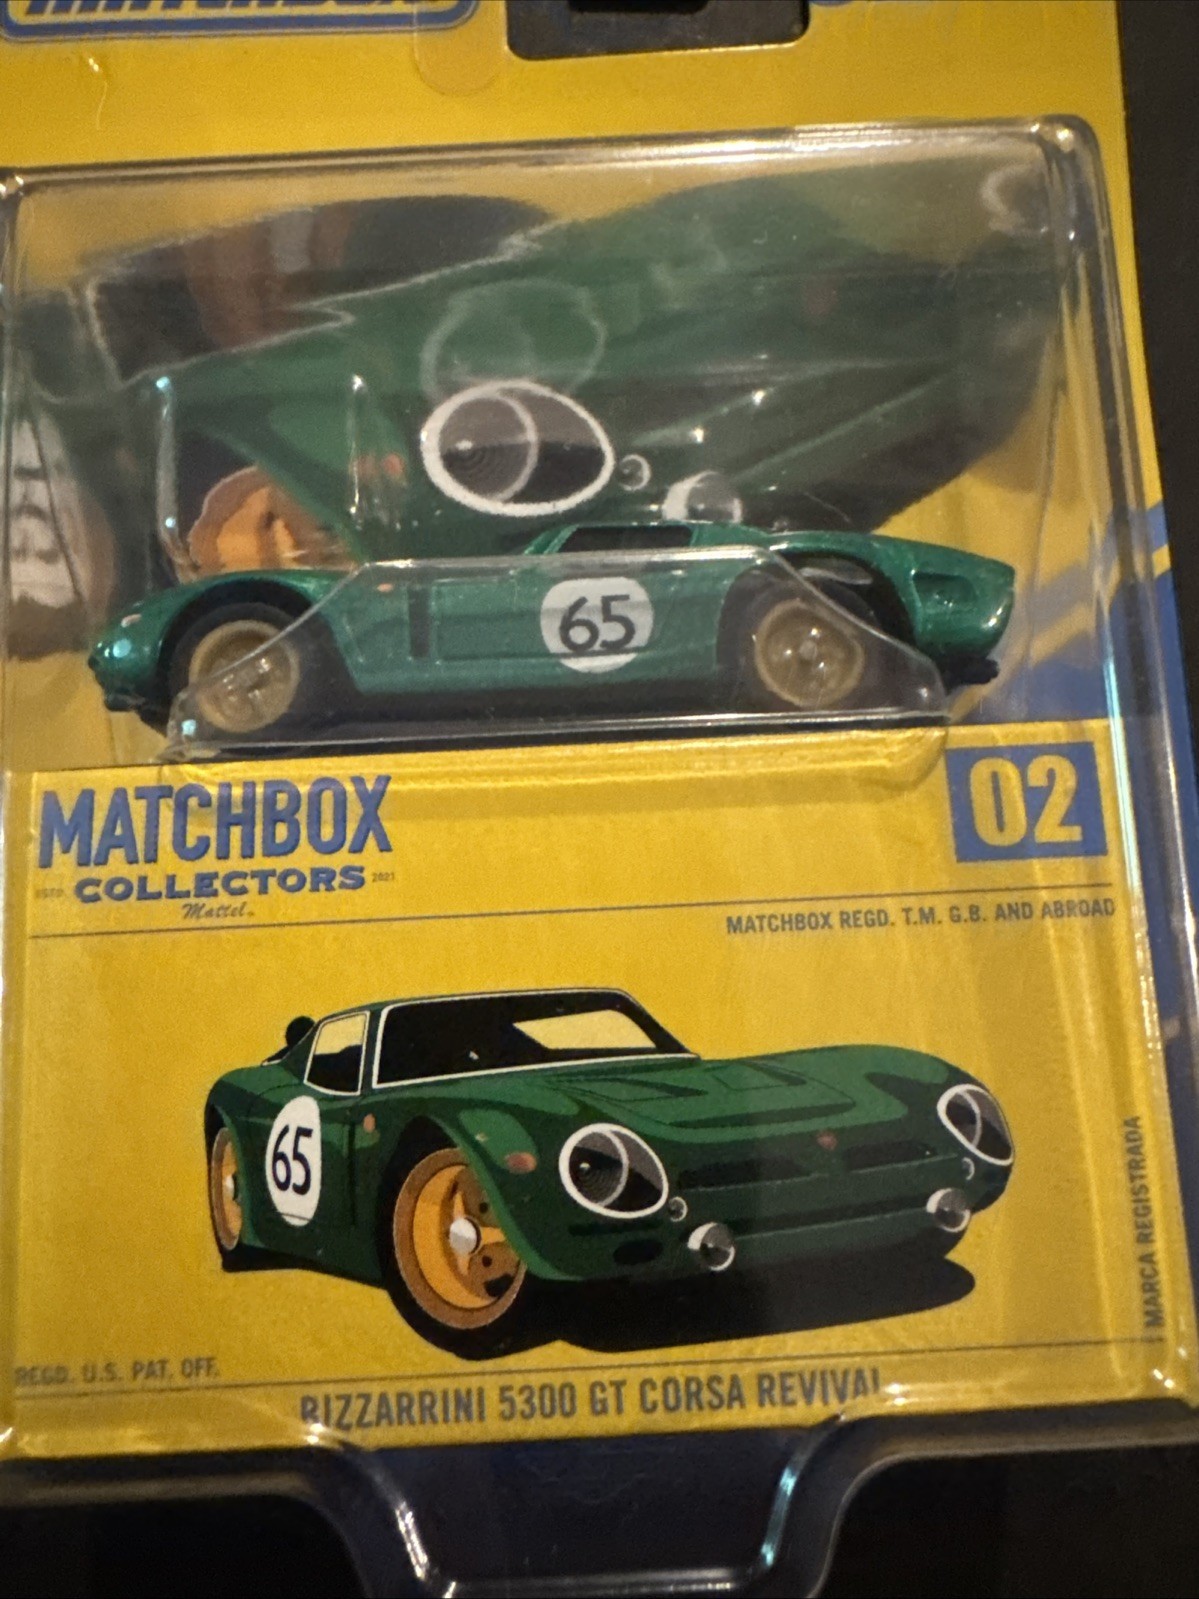 MATCHBOX
65
MATCHBOX
02
ESTD. COLLECTORS 2021
Mattel
MATCHBOX REGD. T.M. G.B. AND ABROAD
65
MARCA REGISTRADA
REGD. U.S. PAT. OFF.
BIZZARRINI 5300 GT CORSA REVIVAL